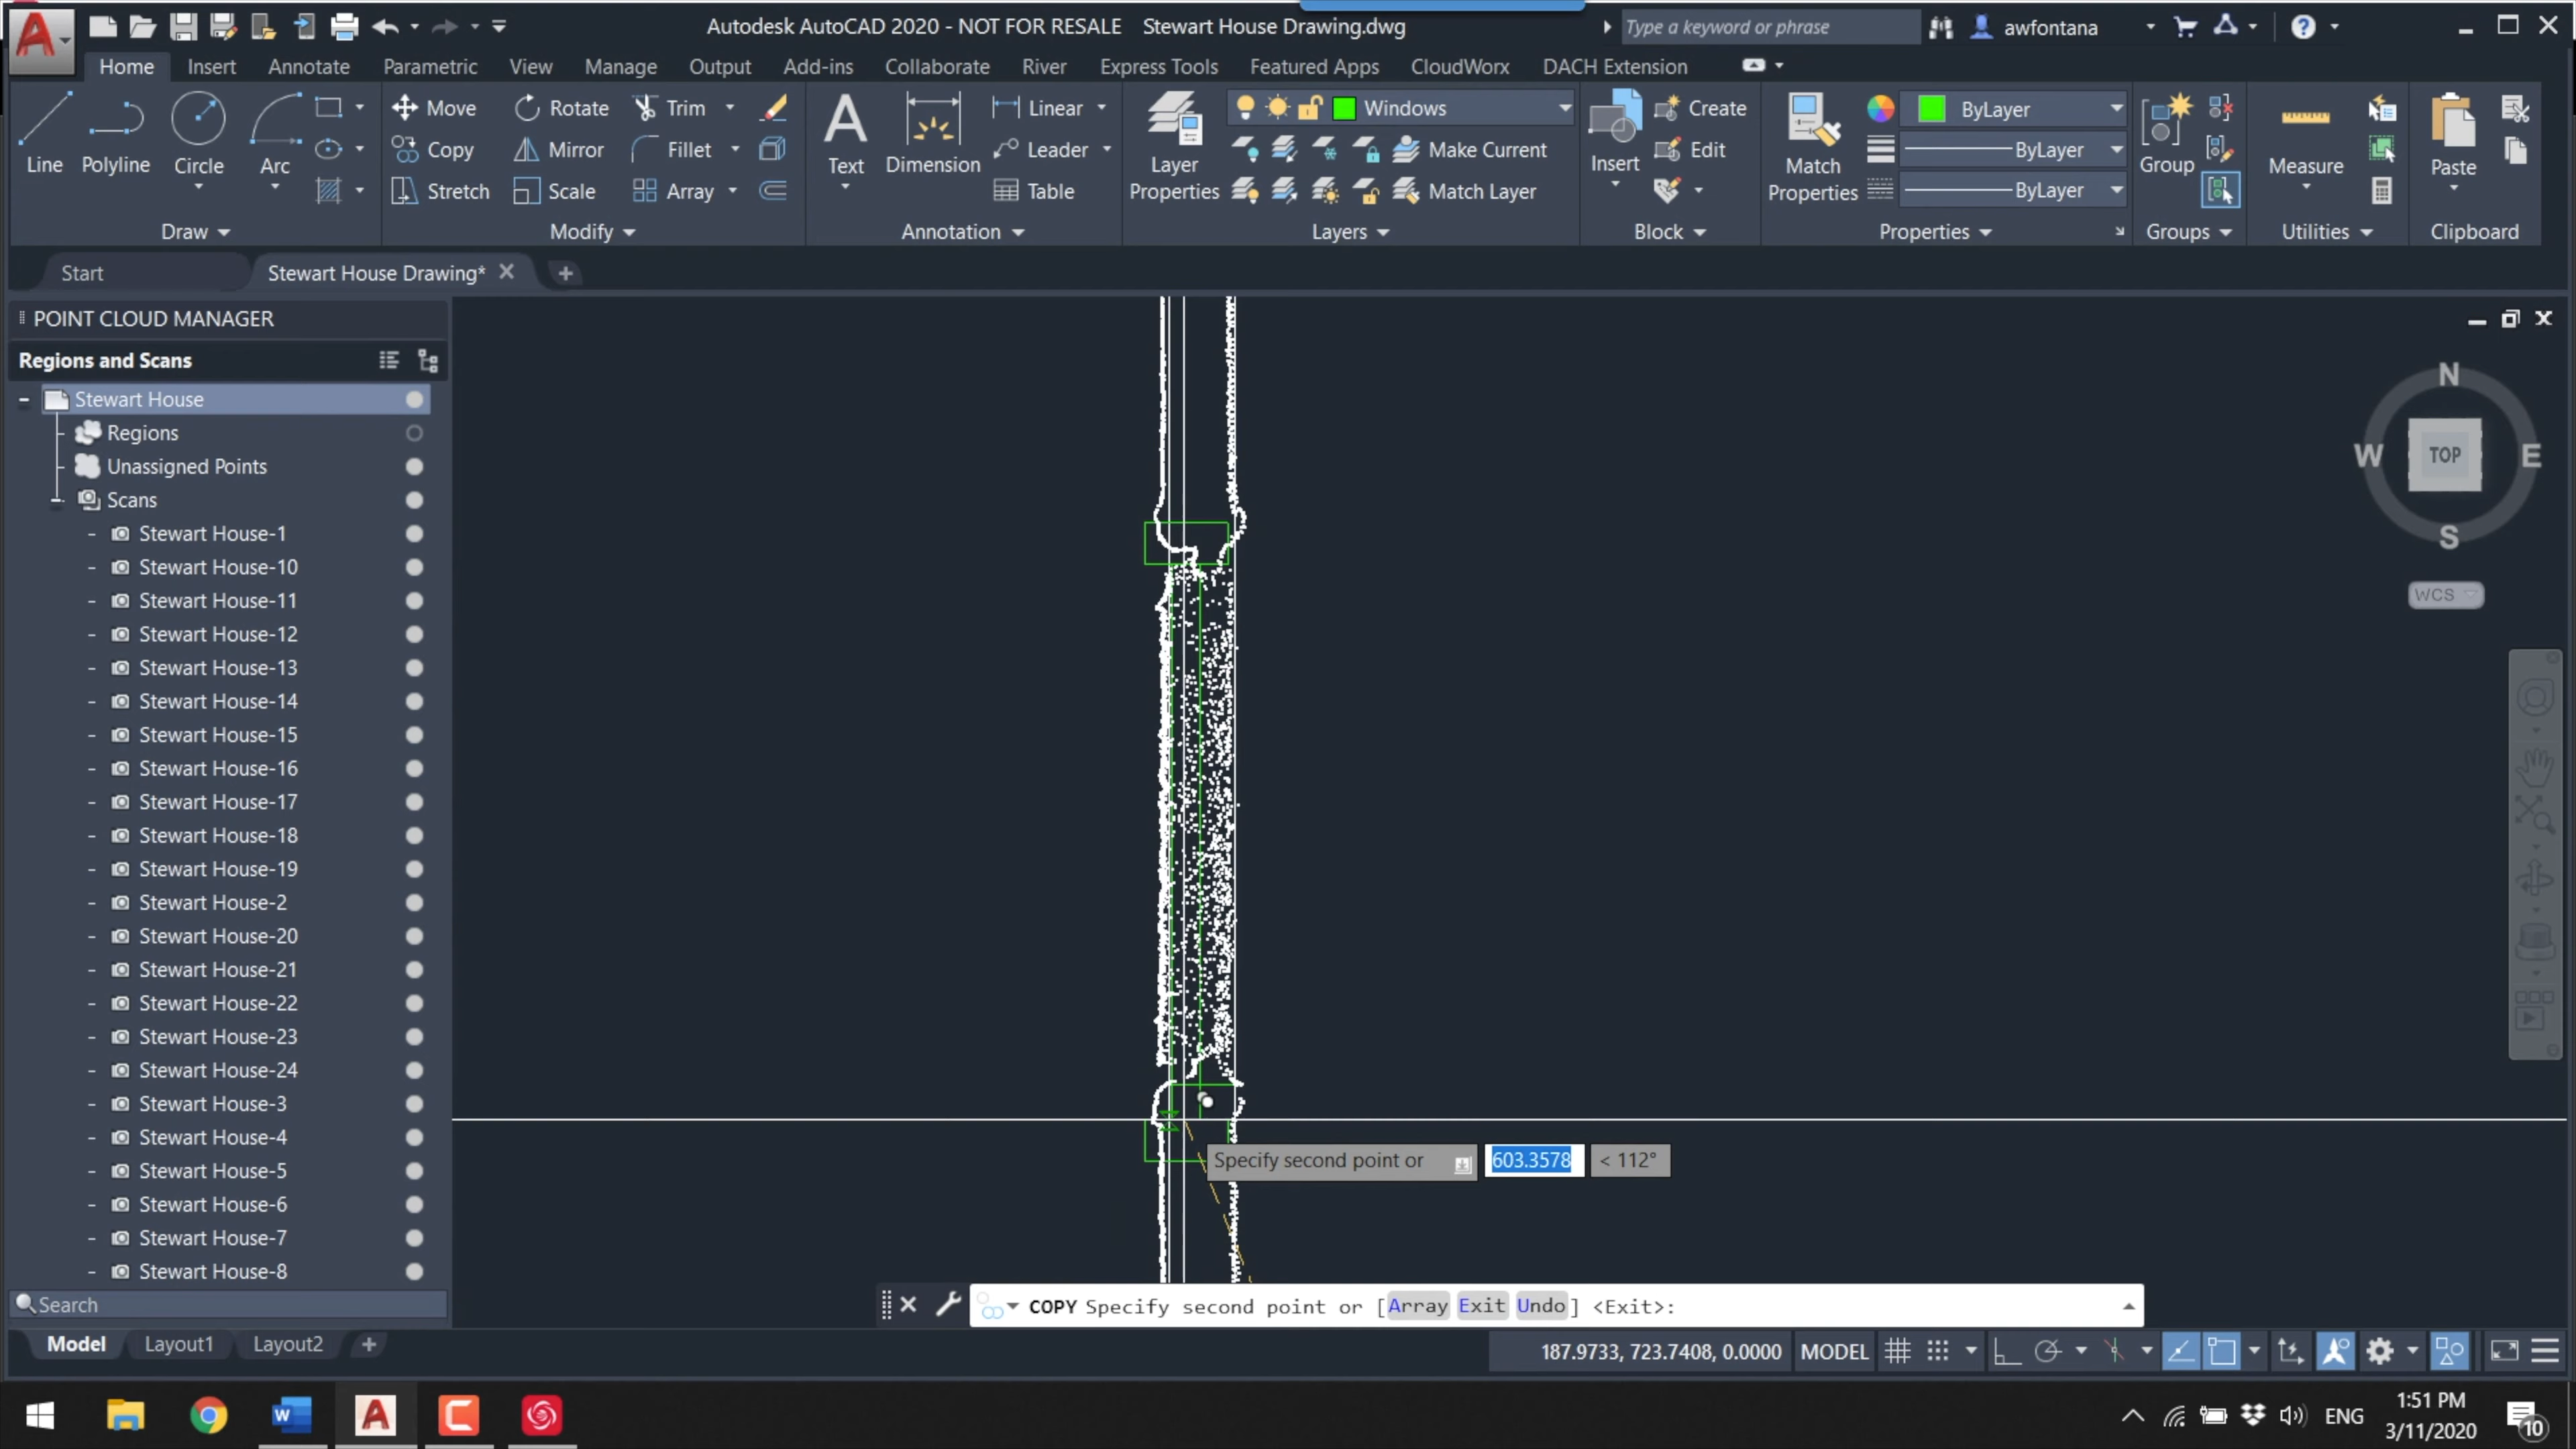 Autodesk AutoCAD 2020 - NOT FOR RESALE Stewart House Drawing.dwg
Type a keyword or phrase
awfontana
Home Insert Annotate Parametric View Manage Output Add-ins Collaborate River Express Tools Featured Apps CloudWorx DACH Extension
Line Polyline Circle Arc
Move Rotate Trim
Copy Mirror Fillet
Stretch Scale Array
Text Dimension
Linear
Leader
Table
Layer Properties
Windows
Make Current
Match Layer
Insert
Create
Edit
Match Properties
ByLayer
ByLayer
ByLayer
Group
Measure
Paste
Draw Modify Annotation Layers Block Properties Groups Utilities Clipboard
Start Stewart House Drawing*
POINT CLOUD MANAGER
Regions and Scans
Stewart House
Regions
Unassigned Points
Scans
Stewart House-1
Stewart House-10
Stewart House-11
Stewart House-12
Stewart House-13
Stewart House-14
Stewart House-15
Stewart House-16
Stewart House-17
Stewart House-18
Stewart House-19
Stewart House-2
Stewart House-20
Stewart House-21
Stewart House-22
Stewart House-23
Stewart House-24
Stewart House-3
Stewart House-4
Stewart House-5
Stewart House-6
Stewart House-7
Stewart House-8
Search
N
W TOP E
S
WCS
Specify second point or 603.3578 < 112°
COPY Specify second point or [Array Exit Undo] <Exit>:
Model Layout1 Layout2
187.9733, 723.7408, 0.0000 MODEL
ENG
1:51 PM
3/11/2020
10